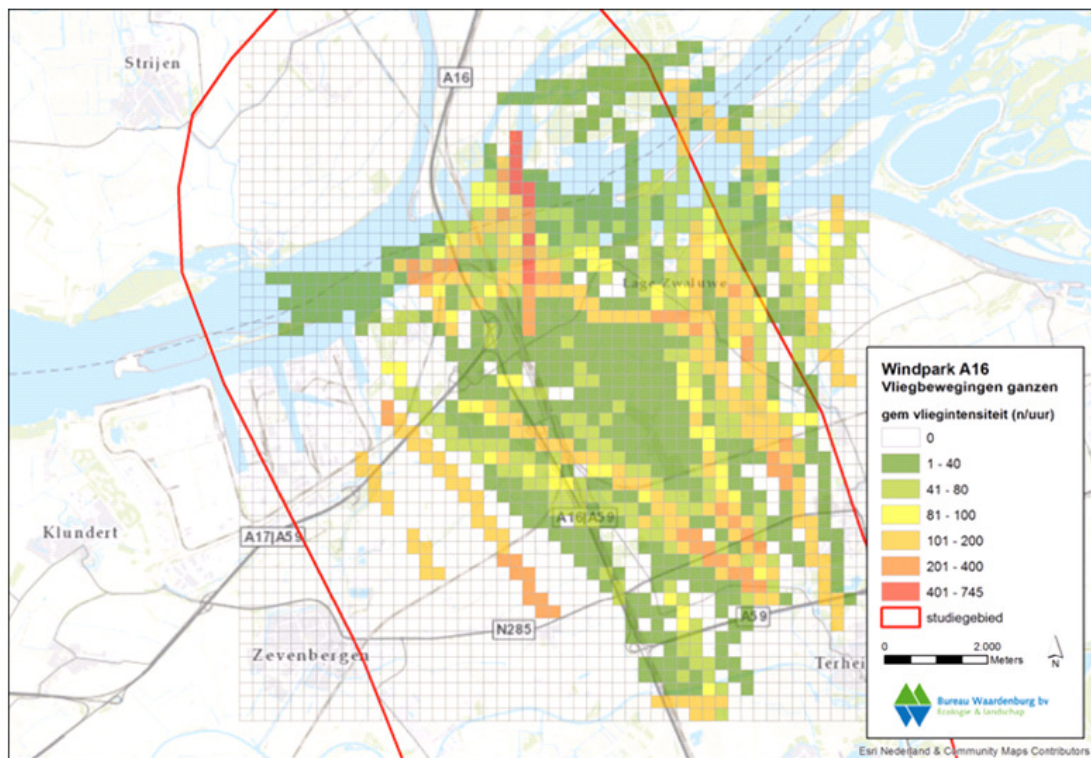 Strijen
A16
Lage Zwaluwe
Klundert
A17|A59
A16|A59
N285
A59
Zevenbergen
Terhei
Windpark A16
Vliegbewegingen ganzen
gem vliegintensiteit (n/uur)
0
1 - 40
41 - 80
81 - 100
101 - 200
201 - 400
401 - 745
studiegebied
0 2.000
Meters
N
Bureau Waardenburg bv
Ecologie & landschap
Esri Nederland & Community Maps Contributors